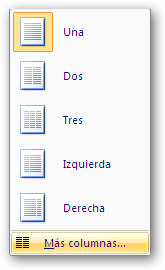 Una
Dos
Tres
Izquierda
Derecha
Más columnas...